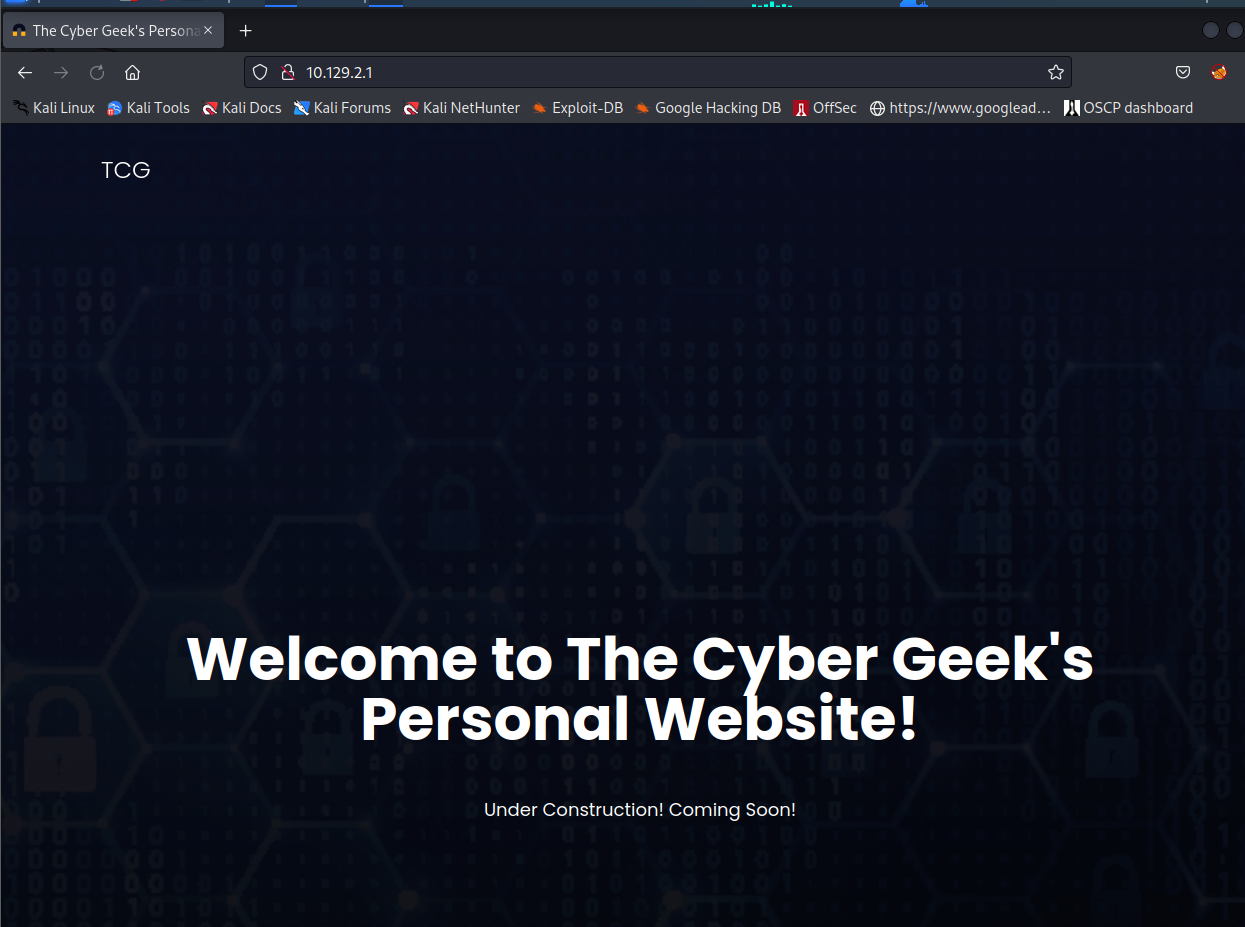 The Cyber Geek's Persona
10.129.2.1
Kali Linux Kali Tools Kali Docs Kali Forums Kali NetHunter Exploit-DB Google Hacking DB OffSec https://www.googlead... OSCP dashboard
TCG
Welcome to The Cyber Geek's
Personal Website!
Under Construction! Coming Soon!